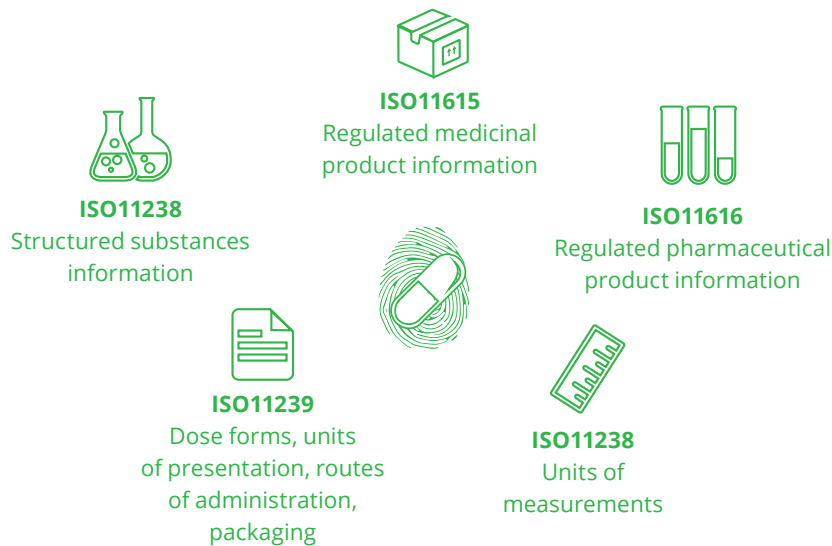 ISO11615
Regulated medicinal
product information
ISO11238
Structured substances
information
ISO11616
Regulated pharmaceutical
product information
ISO11239
Dose forms, units
of presentation, routes
of administration,
packaging
ISO11238
Units of
measurements